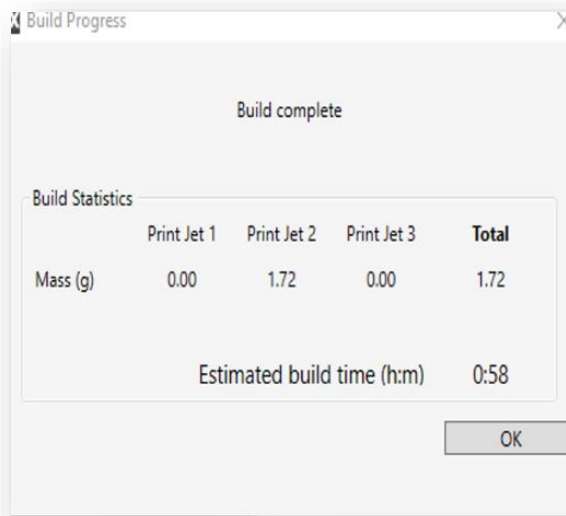 Build Progress
Build complete
Build Statistics
Print Jet 1 Print Jet 2 Print Jet 3 Total
Mass (g) 0.00 1.72 0.00 1.72
Estimated build time (h:m) 0:58
OK